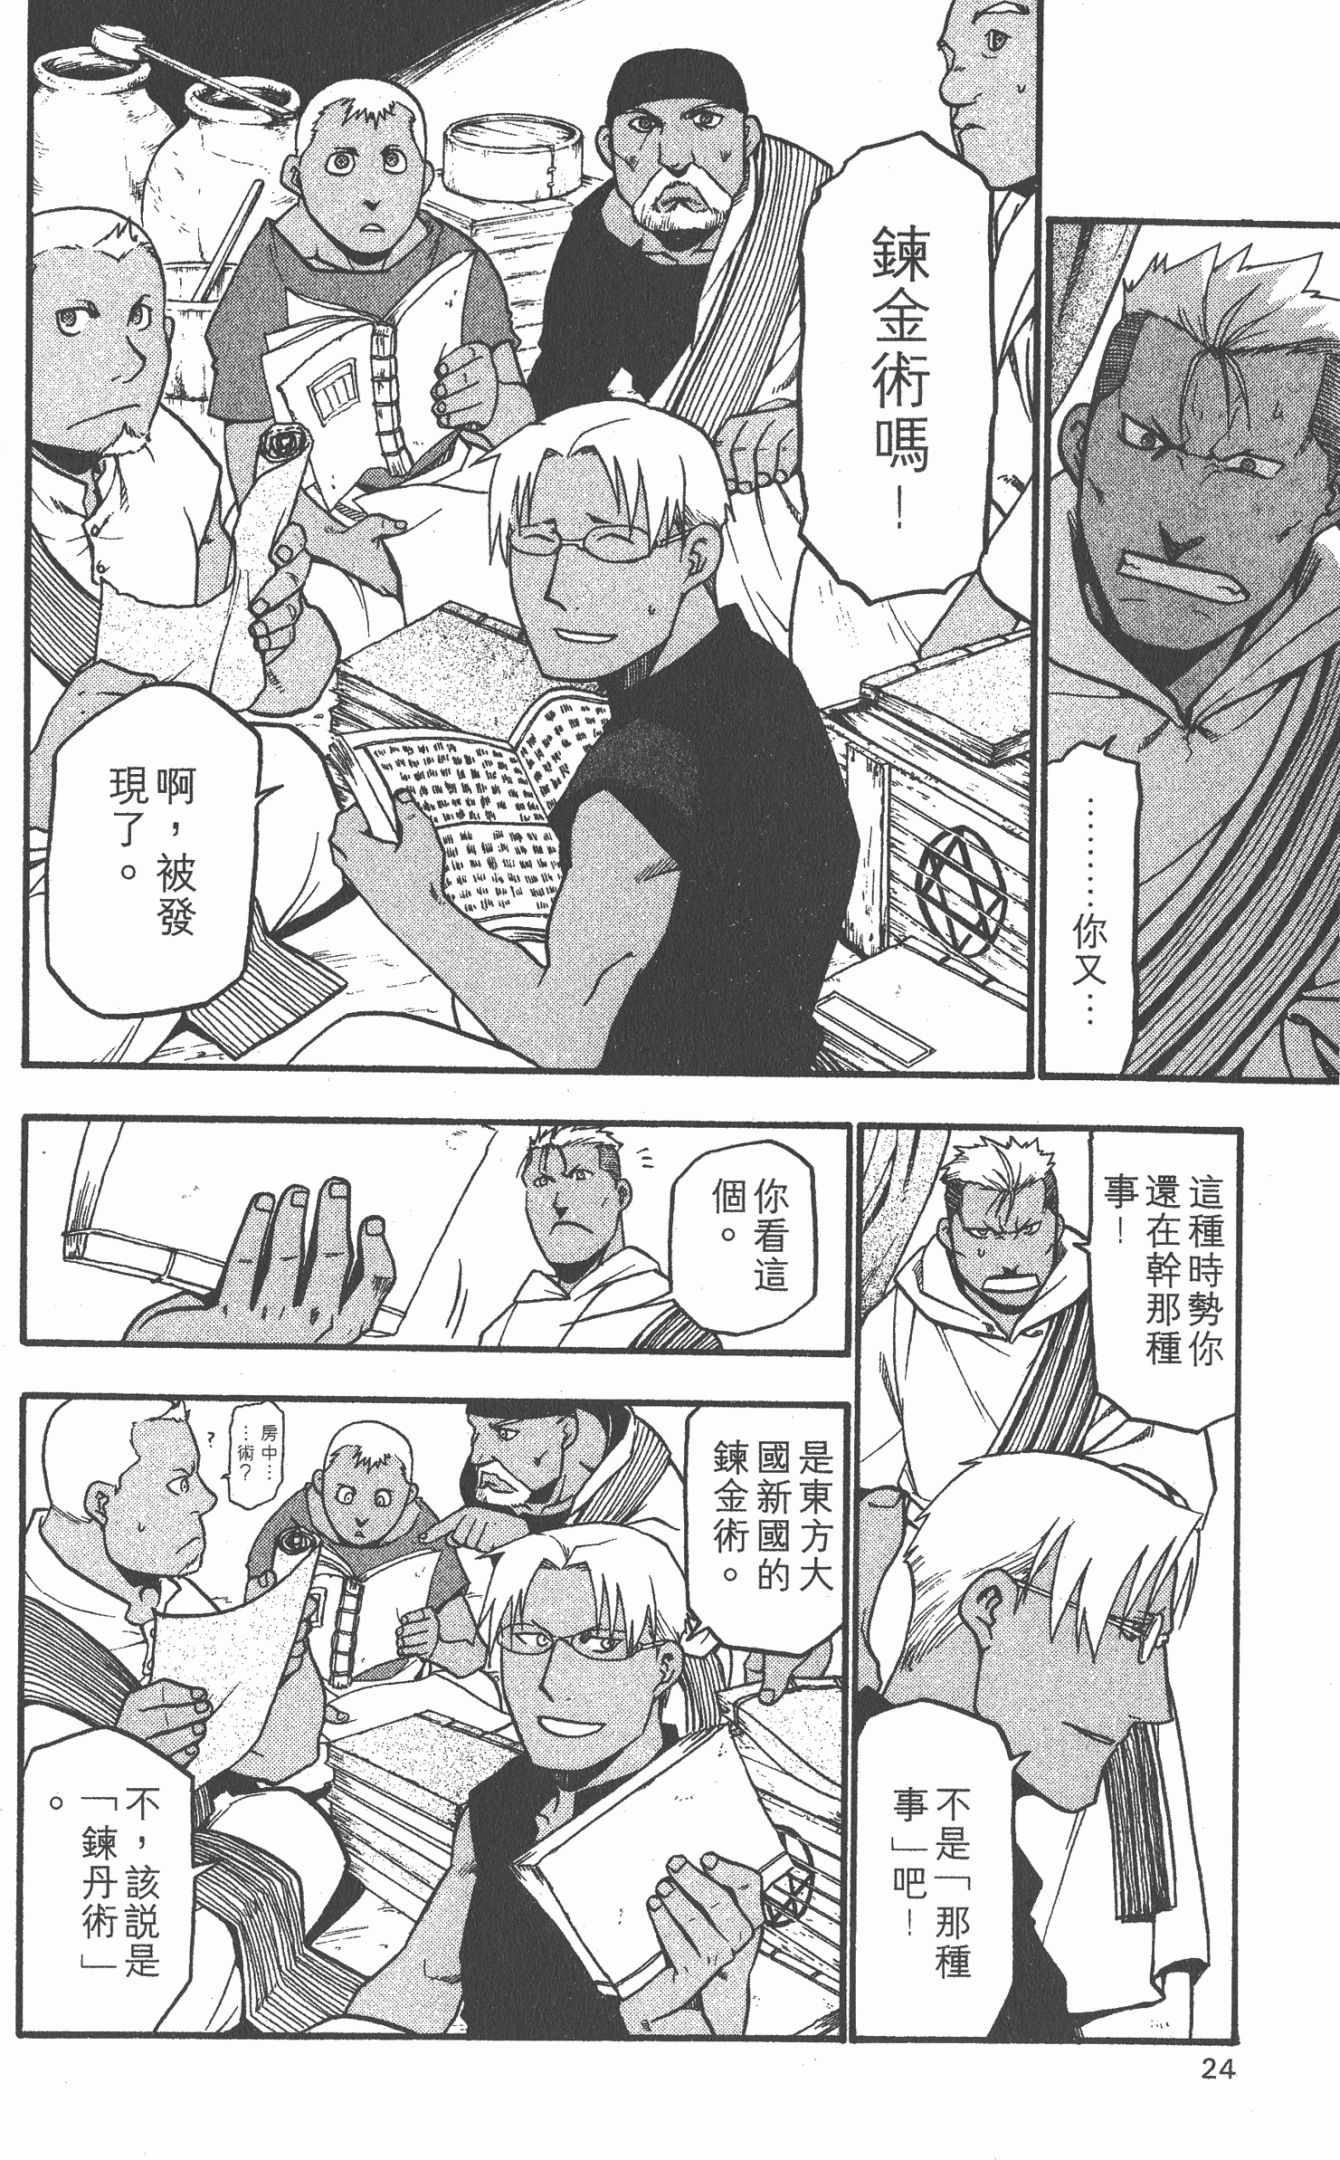 …………你又…
鍊金術嗎！
啊，被發
現了。
這種時勢你
還在幹那種
事！
不是「那種
事」吧！
你看這
個。
是東方大
國新國的
鍊金術。
房中…
…術？
？
不，該說是
「鍊丹術」
。
24